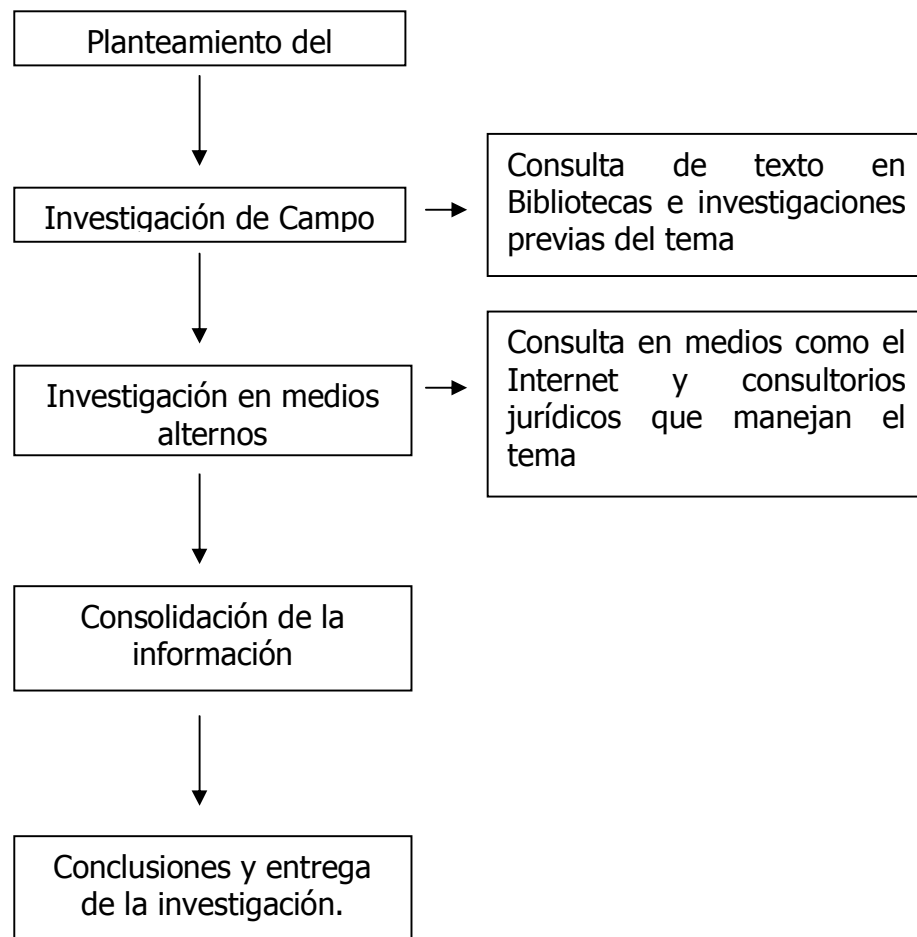 Planteamiento del
Investigación de Campo
Consulta de texto en
Bibliotecas e investigaciones
previas del tema
Investigación en medios
alternos
Consulta en medios como el
Internet y consultorios
jurídicos que manejan el
tema
Consolidación de la
información
Conclusiones y entrega
de la investigación.